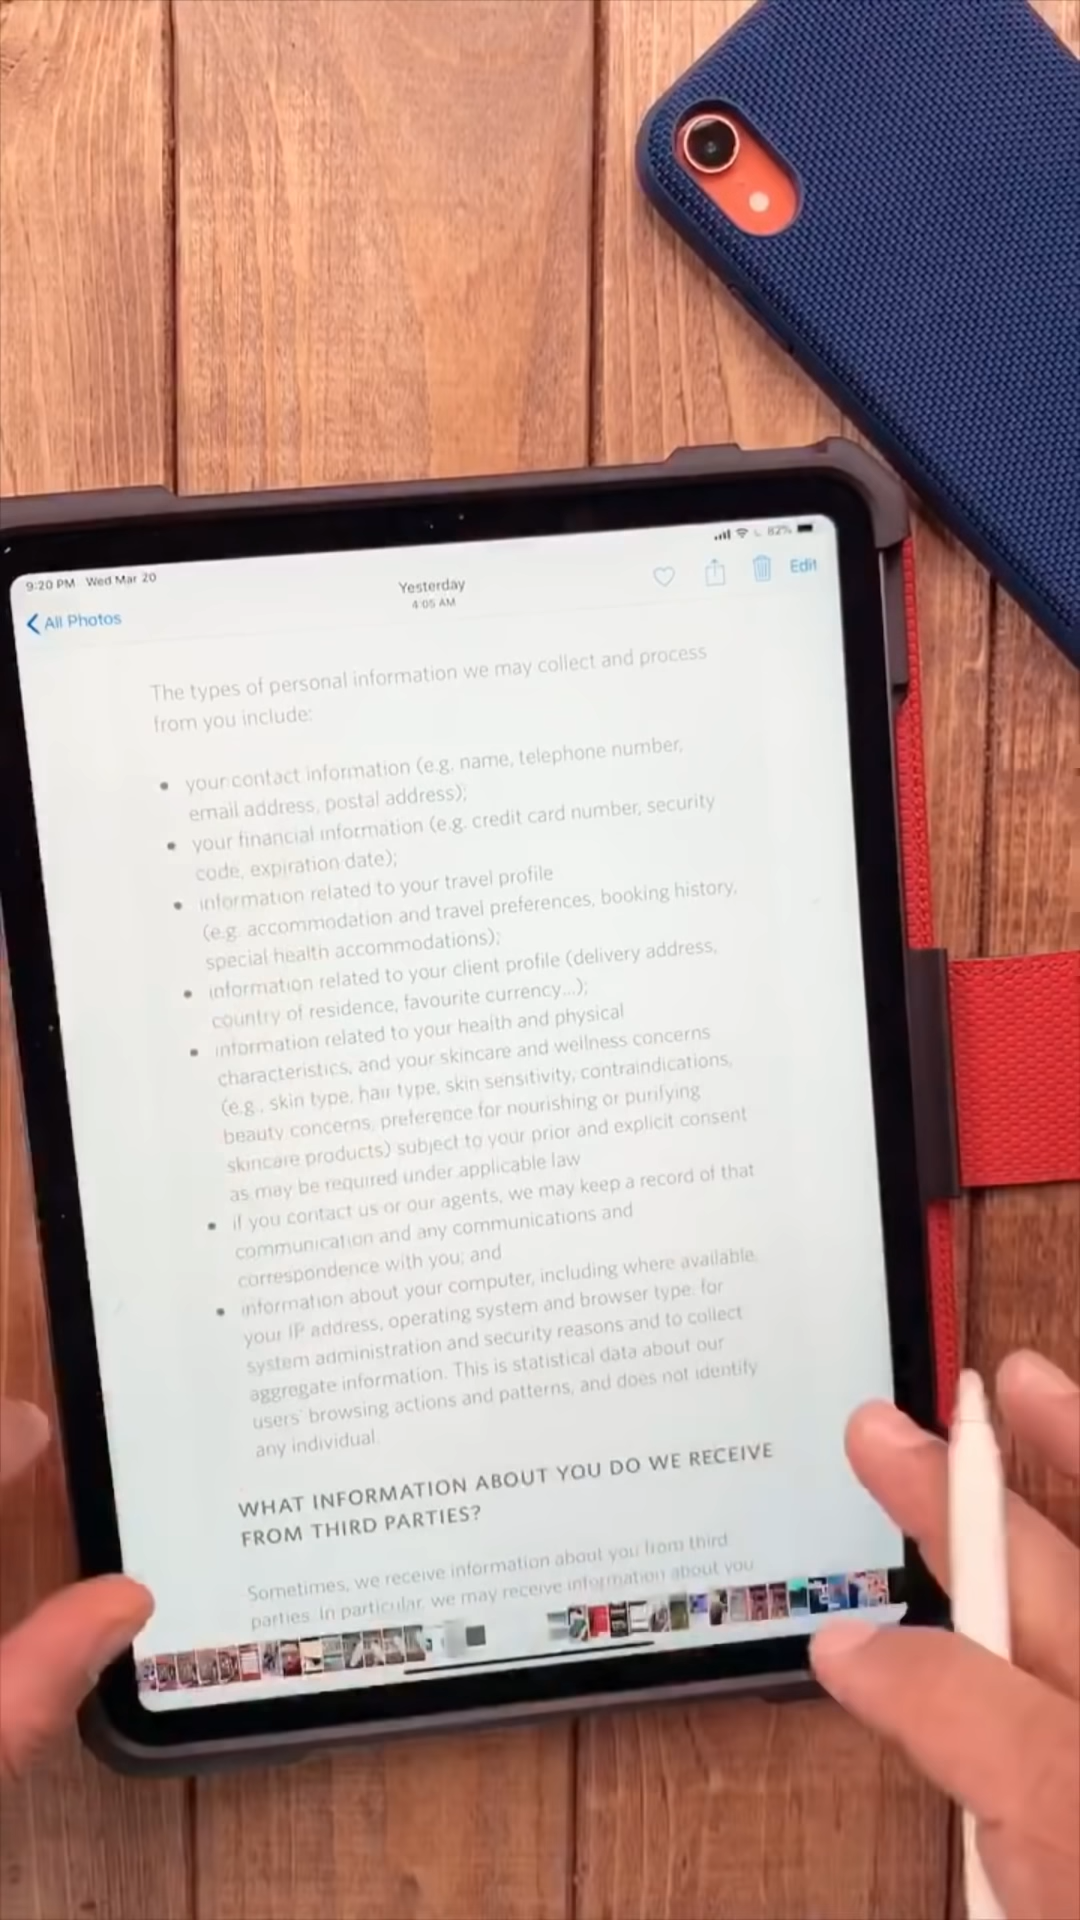 9:20 PM Wed Mar 20
82%
All Photos
Yesterday
4:05 AM
Edit
The types of personal information we may collect and process
from you include:
• your contact information (e.g. name, telephone number,
email address, postal address);
• your financial information (e.g. credit card number, security
code, expiration date);
• information related to your travel profile
(e.g. accommodation and travel preferences, booking history,
special health accommodations);
• information related to your client profile (delivery address,
country of residence, favourite currency...);
• information related to your health and physical
characteristics, and your skincare and wellness concerns
(e.g., skin type, hair type, skin sensitivity, contraindications,
beauty concerns, preference for nourishing or purifying
skincare products) subject to your prior and explicit consent
as may be required under applicable law
• if you contact us or our agents, we may keep a record of that
communication and any communications and
correspondence with you; and
• information about your computer, including where available,
your IP address, operating system and browser type, for
system administration and security reasons and to collect
aggregate information. This is statistical data about our
users' browsing actions and patterns, and does not identify
any individual.
WHAT INFORMATION ABOUT YOU DO WE RECEIVE
FROM THIRD PARTIES?
Sometimes, we receive information about you from third
parties. In particular, we may receive information about you